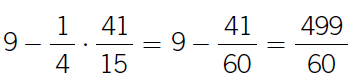 9 − 1/4 · 41/15 = 9 − 41/60 = 499/60